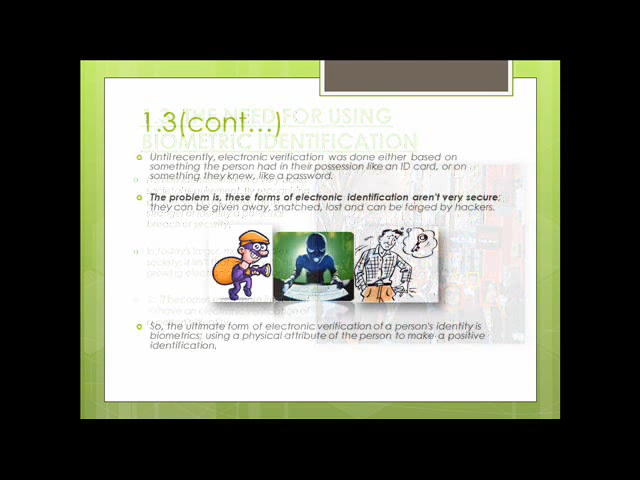 1.3 THE NEED FOR USING
BIOMETRIC IDENTIFICATION
1.3(cont…)
Until recently, electronic verification was done either based on
something the person had in their possession like an ID card, or on
something they knew, like a password.
The problem is, these forms of electronic identification aren't very secure;
they can be given away, snatched, lost and can be forged by hackers.
So, the ultimate form of electronic verification of a person's identity is
biometrics; using a physical attribute of the person to make a positive
identification.